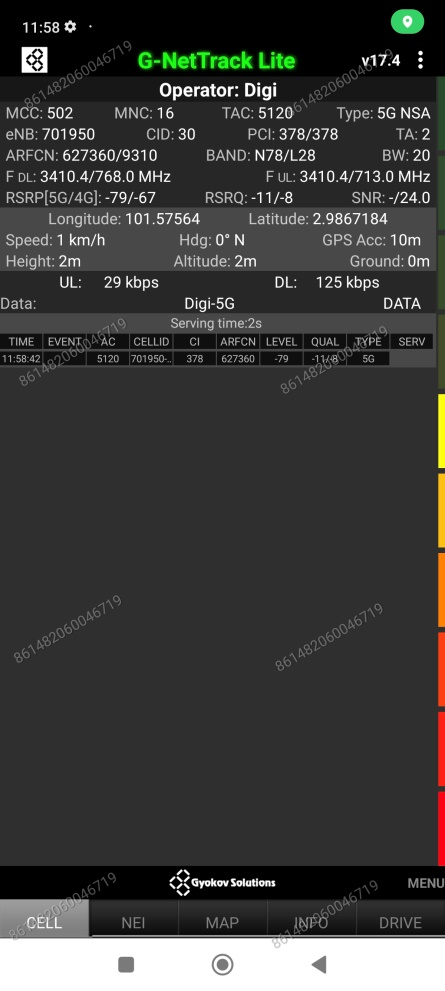 11:58
G-NetTrack Lite v17.4
Operator: Digi
MCC: 502 MNC: 16 TAC: 5120 Type: 5G NSA
eNB: 701950 CID: 30 PCI: 378/378 TA: 2
ARFCN: 627360/9310 BAND: N78/L28 BW: 20
F DL: 3410.4/768.0 MHz F UL: 3410.4/713.0 MHz
RSRP[5G/4G]: -79/-67 RSRQ: -11/-8 SNR: -/24.0
Longitude: 101.57564 Latitude: 2.9867184
Speed: 1 km/h Hdg: 0° N GPS Acc: 10m
Height: 2m Altitude: 2m Ground: 0m
UL: 29 kbps DL: 125 kbps
Data: Digi-5G DATA
Serving time:2s
TIME EVENT AC CELLID CI ARFCN LEVEL QUAL TYPE SERV
11:58:42 5120 701950-.. 378 627360 -79 -11/-8 5G
861482060046719
861482060046719
861482060046719
861482060046719
861482060046719
861482060046719
Gyokov Solutions MENU
CELL NEI MAP INFO DRIVE
861482060046719
861482060046719